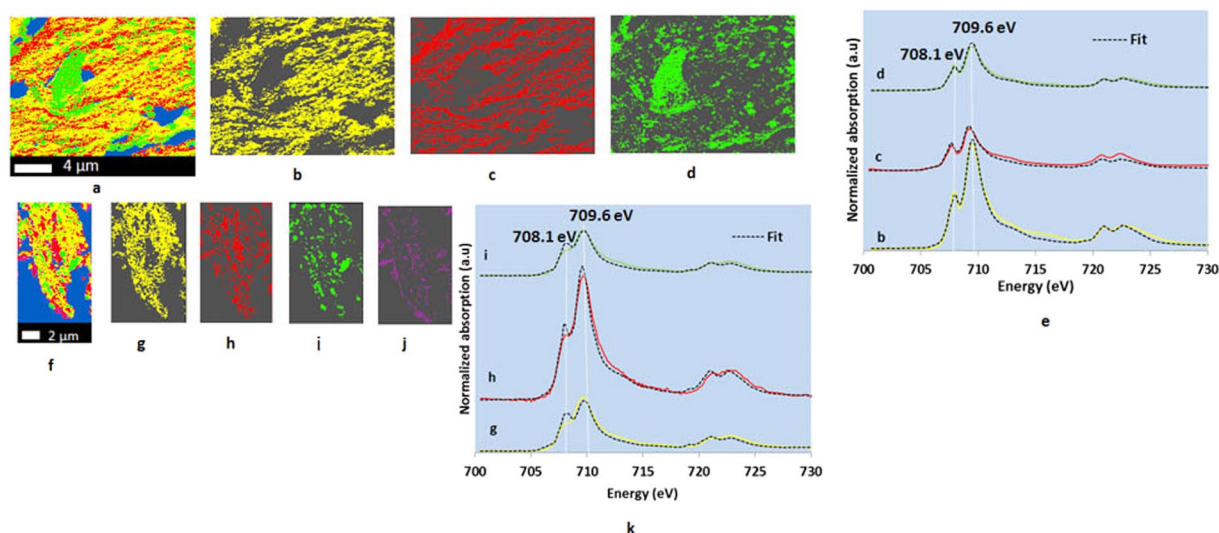 4 μm
a
b
c
d
2 μm
f
g
h
i
j
709.6 eV
708.1 eV
Fit
i
h
g
Normalized absorption (a.u)
700
705
710
715
720
725
730
Energy (eV)
k
709.6 eV
708.1 eV
Fit
d
c
b
Normalized absorption (a.u)
700
705
710
715
720
725
730
Energy (eV)
e